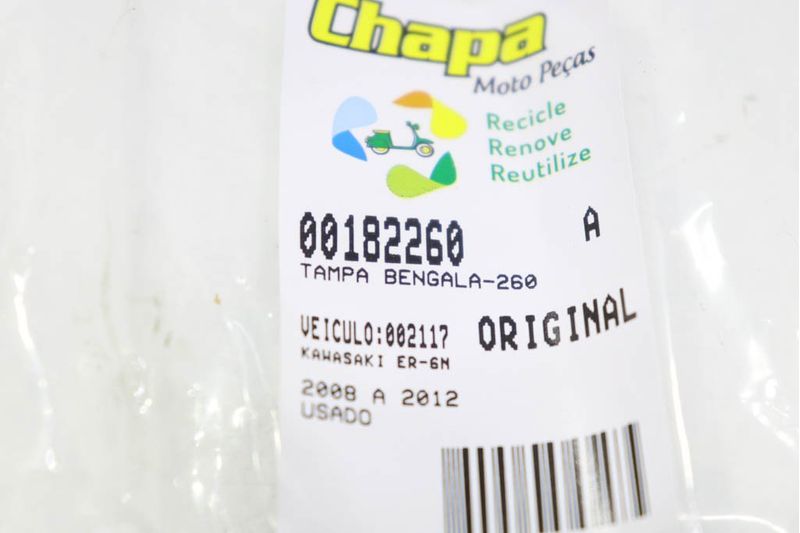 Chapa
Moto Peças
Recicle
Renove
Reutilize
00182260 A
TAMPA BENGALA-260
VEICULO:002117 ORIGINAL
KAWASAKI ER-6N
2008 A 2012
USADO